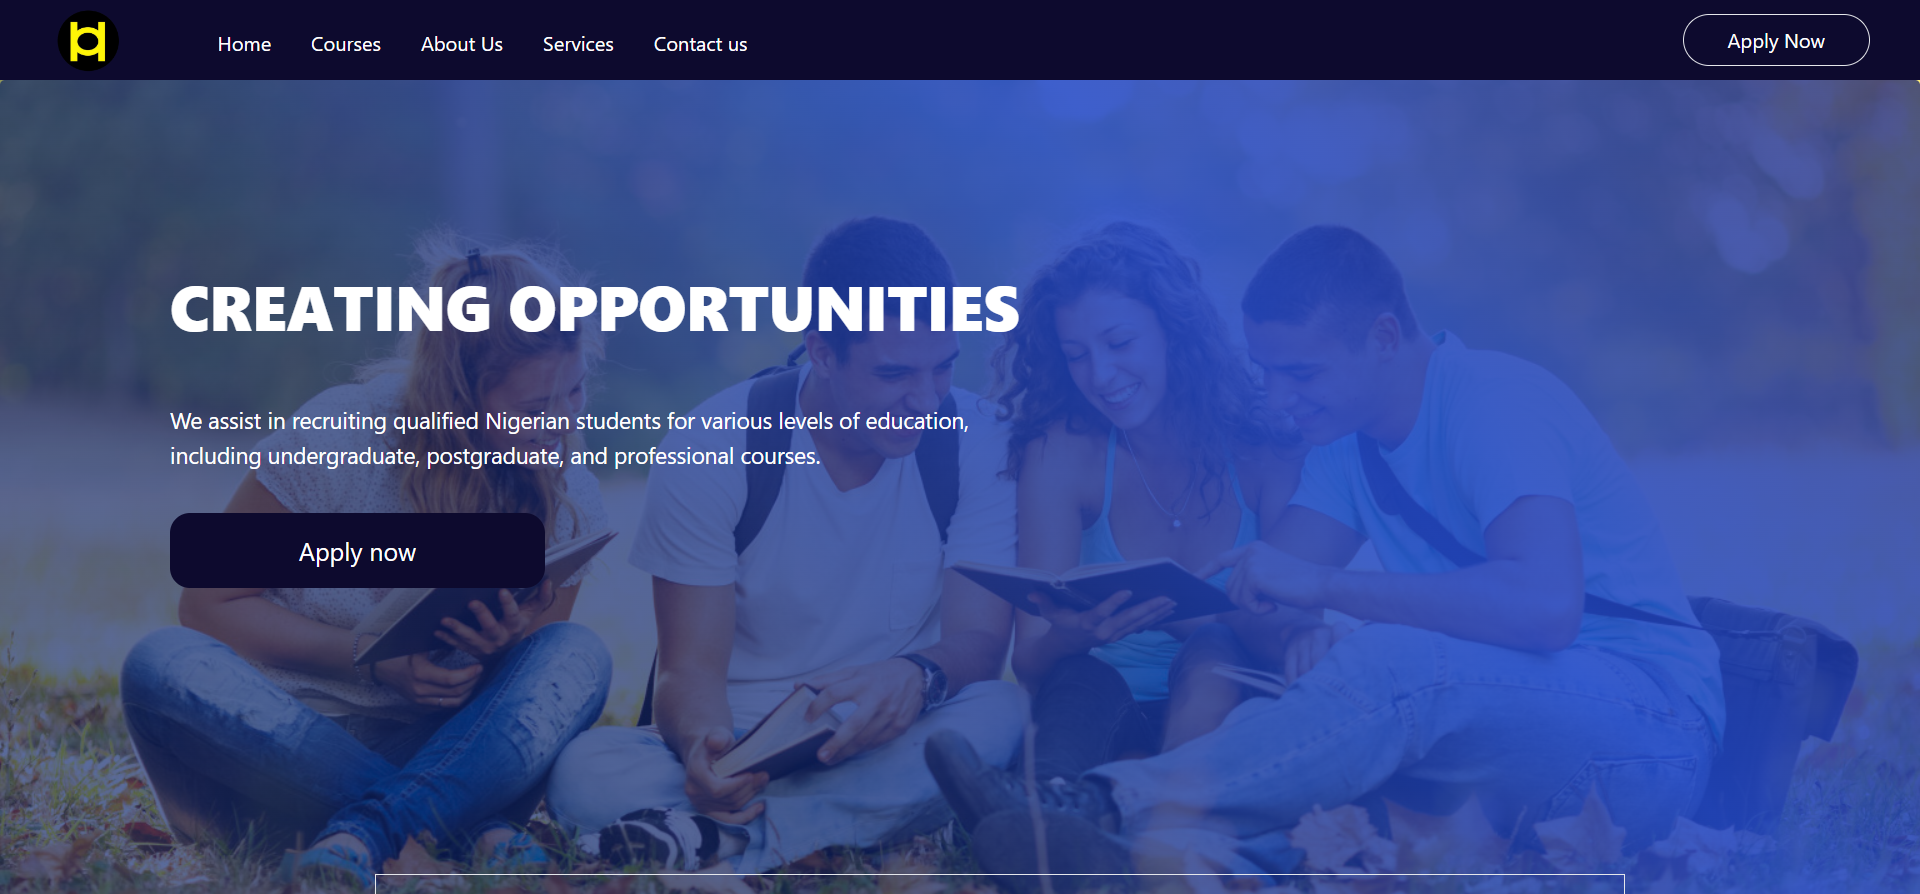 Home Courses About Us Services Contact us Apply Now
CREATING OPPORTUNITIES
We assist in recruiting qualified Nigerian students for various levels of education,
including undergraduate, postgraduate, and professional courses.
Apply now